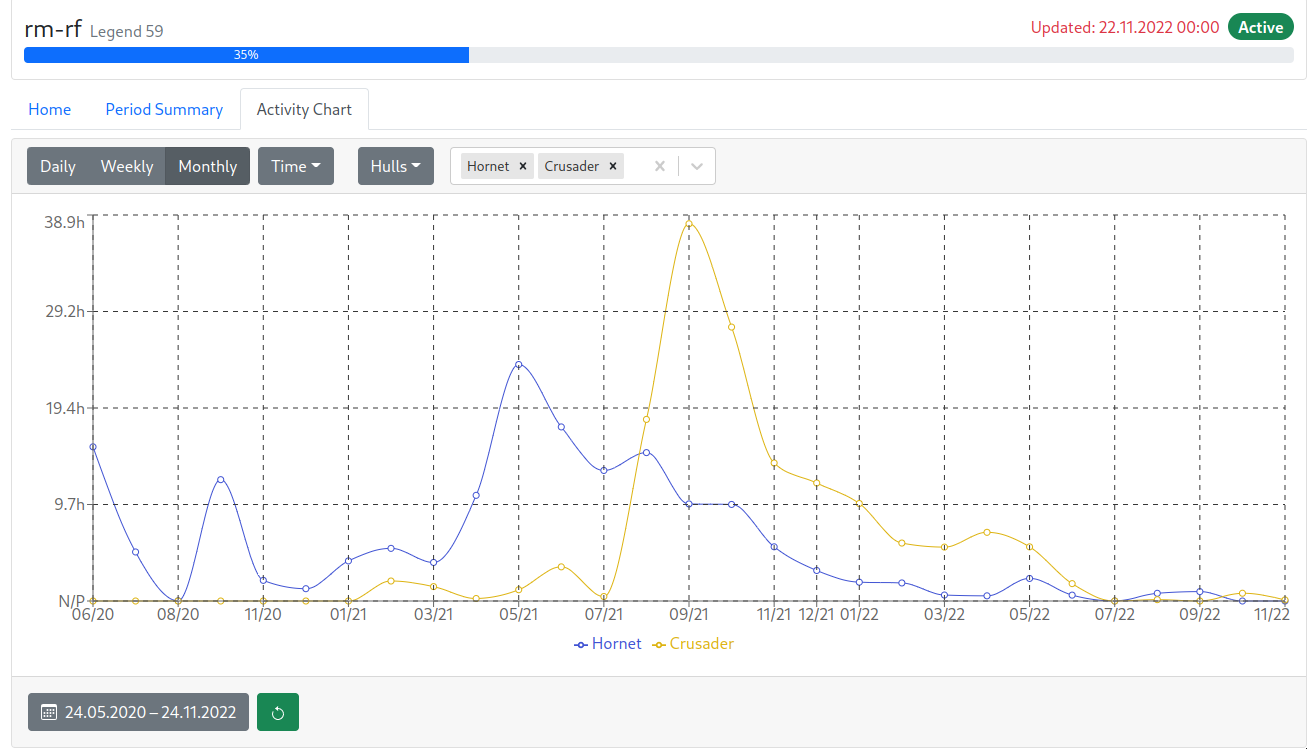 rm-rf Legend 59 Updated: 22.11.2022 00:00 Active
35%
Home Period Summary Activity Chart
Daily Weekly Monthly Time Hulls Hornet × Crusader ×
38.9h
29.2h
19.4h
9.7h
N/P
06/20 08/20 11/20 01/21 03/21 05/21 07/21 09/21 11/21 12/21 01/22 03/22 05/22 07/22 09/22 11/22
Hornet Crusader
24.05.2020 – 24.11.2022